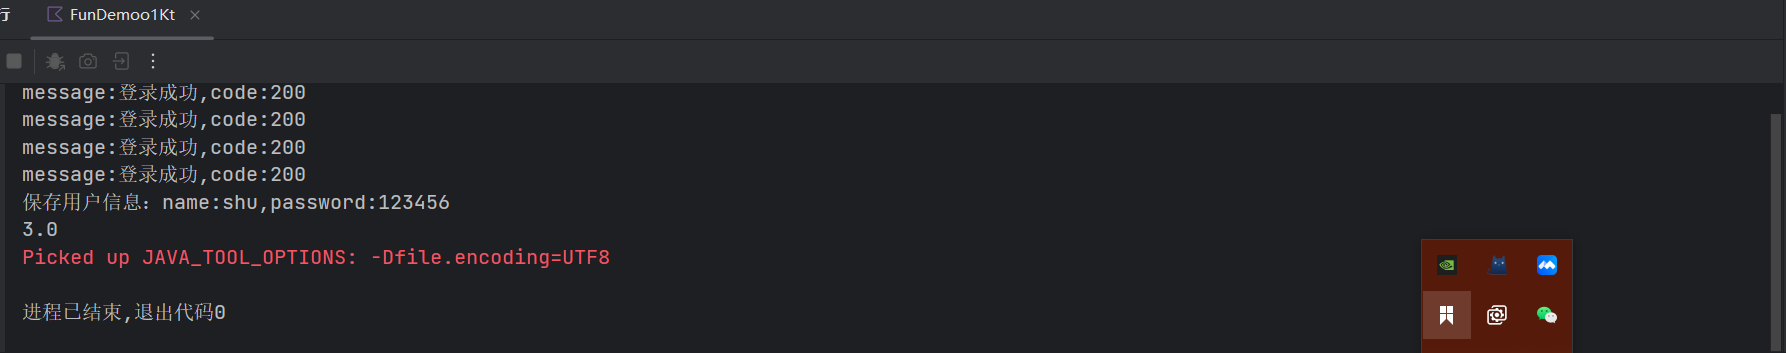 行 FunDemoo1Kt
message:登录成功,code:200
message:登录成功,code:200
message:登录成功,code:200
message:登录成功,code:200
保存用户信息：name:shu,password:123456
3.0
Picked up JAVA_TOOL_OPTIONS: -Dfile.encoding=UTF8
进程已结束,退出代码0